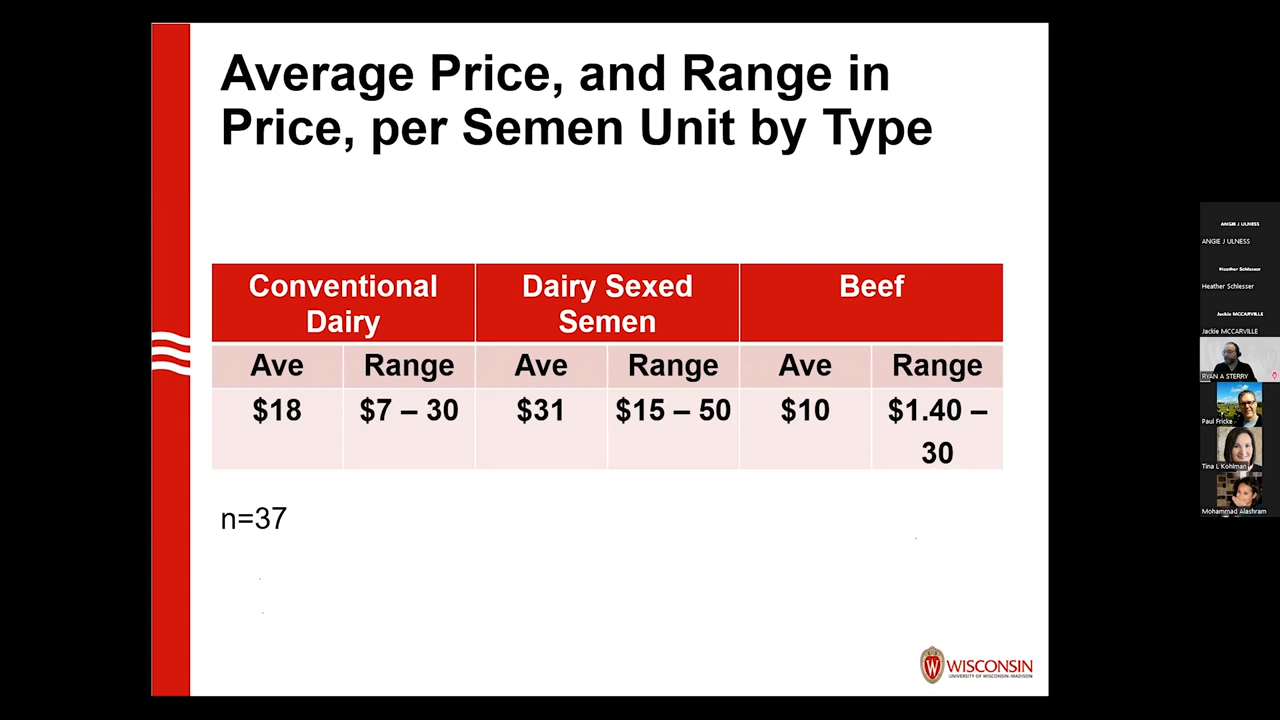 Average Price, and Range in
Price, per Semen Unit by Type
Conventional
Dairy
Dairy Sexed
Semen
Beef
Ave
Range
Ave
Range
Ave
Range
$18
$7 – 30
$31
$15 – 50
$10
$1.40 –
30
n=37
W
WISCONSIN
UNIVERSITY OF WISCONSIN–MADISON
ANGIE J ULNESS
ANGIE J ULNESS
Heather Schlesser
Heather Schlesser
Jackie MCCARVILLE
Jackie MCCARVILLE
RYAN A STERRY
Paul Fricke
Tina L Kohlman
Mohammad Alashram